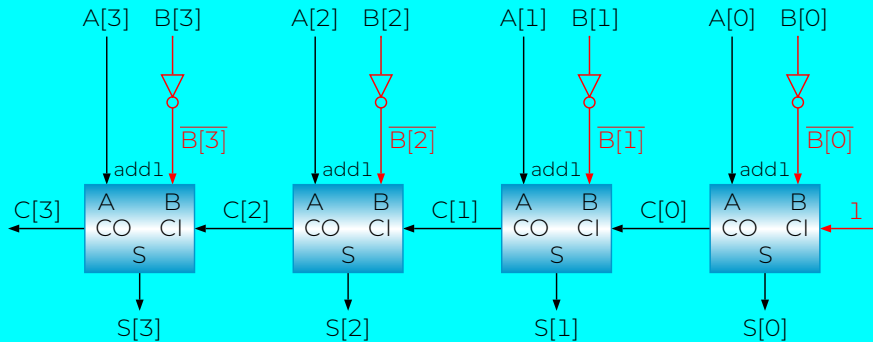 A[3] B[3] A[2] B[2] A[1] B[1] A[0] B[0]
B̅[̅3̅]̅ B̅[̅2̅]̅ B̅[̅1̅]̅ B̅[̅0̅]̅
add1 add1 add1 add1
C[3] A B C[2] A B C[1] A B C[0] A B 1
CO CI CO CI CO CI CO CI
S S S S
S[3] S[2] S[1] S[0]